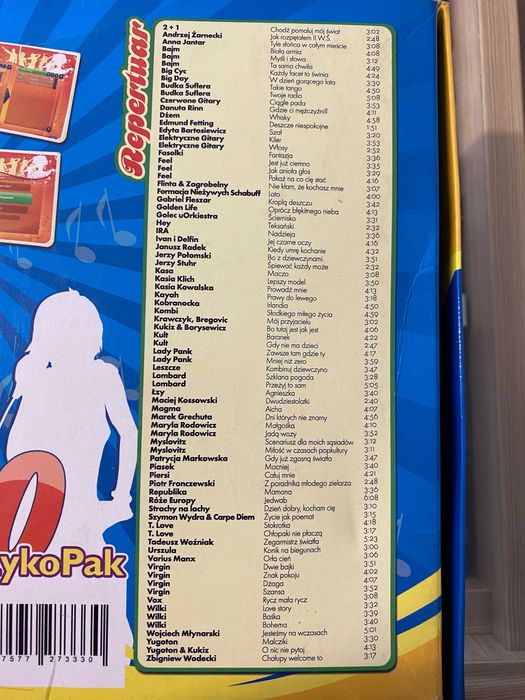 Repertuar
2 + 1 Chodź pomaluj mój świat 3:02
Andrzej Żarnecki Jak rozpętałem II W.Ś. 2:48
Anna Jantar Tyle słońca w całym mieście 3:08
Bajm Biała armia 4:08
Bajm Myśli i słowa 3:12
Bajm Ta sama chwila 4:49
Big Cyc Każdy facet to świnia 4:24
Big Day W dzień gorącego lata 3:39
Budka Suflera Takie tango 4:50
Budka Suflera Twoje radio 5:08
Czerwone Gitary Ciągle pada 3:53
Danuta Rinn Gdzie ci mężczyźni?! 4:11
Dżem Whisky 4:58
Edmund Fetting Deszcze niespokojne 1:51
Edyta Bartosiewicz Szał 3:20
Elektryczne Gitary Kiler 3:53
Elektryczne Gitary Włosy 2:52
Fasolki Fantazja 3:36
Feel Jest już ciemno 3:35
Feel Jak anioła głos 3:29
Feel Pokaż na co cię stać 4:16
Flinta & Zagrobelny Nie kłam, że kochasz mnie 3:07
Formacja Nieżywych Schabuff Lato 4:00
Gabriel Fleszar Kroplą deszczu 3:42
Golden Life Oprócz błękitnego nieba 4:13
Golec uOrkiestra Ściernisko 3:31
Hey Teksański 2:32
IRA Nadzieja 3:36
Ivan i Delfin Jej czarne oczy 4:16
Janusz Radek Kiedy umrę kochanie 4:32
Jerzy Połomski Bo z dziewczynami 3:51
Jerzy Stuhr Śpiewać każdy może 2:32
Kasa Maczo 3:08
Kasia Klich Lepszy model 3:50
Kasia Kowalska Prowadź mnie 4:13
Kayah Prawy do lewego 3:18
Kobranocka Irlandia 4:50
Kombi Słodkiego miłego życia 4:59
Krawczyk, Bregovic Mój przyjacielu 3:02
Kukiz & Borysewicz Bo tutaj jest jak jest 4:06
Kult Baranek 4:22
Kult Gdy nie ma dzieci 2:47
Lady Pank Zawsze tam gdzie ty 4:17
Lady Pank Mniej niż zero 3:59
Leszcze Kombinuj dziewczyno 3:47
Lombard Szklana pogoda 3:28
Lombard Przeżyj to sam 5:05
Łzy Agnieszka 3:40
Maciej Kossowski Dwudziestolatki 2:40
Magma Aicha 4:07
Marek Grechuta Dni których nie znamy 4:50
Maryla Rodowicz Małgośka 4:10
Maryla Rodowicz Jadą wozy 3:52
Myslovitz Scenariusz dla moich sąsiadów 3:12
Myslovitz Miłość w czasach popkultury 3:11
Patrycja Markowska Gdy już zgasną światła 3:47
Piasek Mocniej 3:40
Piersi Całuj mnie 4:21
Piotr Fronczewski Z poradnika młodego zielarza 2:48
Republika Mamona 3:36
Róże Europy Jedwab 6:08
Strachy na lachy Dzień dobry, kocham cię 3:10
Szymon Wydra & Carpe Diem Życie jak poemat 3:15
T. Love Stokrotka 4:18
T. Love Chłopaki nie płaczą 3:17
Tadeusz Woźniak Zegarmistrz światła 5:23
Urszula Konik na biegunach 3:00
Varius Manx Orła cień 3:06
Virgin Dwie bajki 3:51
Virgin Znak pokoju 4:02
Virgin Dżaga 4:07
Virgin Szansa 3:52
Vox Rycz mała rycz 3:08
Wilki Love story 3:32
Wilki Baśka 3:39
Wilki Bohema 3:40
Wojciech Młynarski Jesteśmy na wczasach 5:01
Yugoton Malcziki 3:30
Yugoton & Kukiz O nic nie pytaj 4:13
Zbigniew Wodecki Chałupy welcome to 3:17
ykoPak
7577 273330